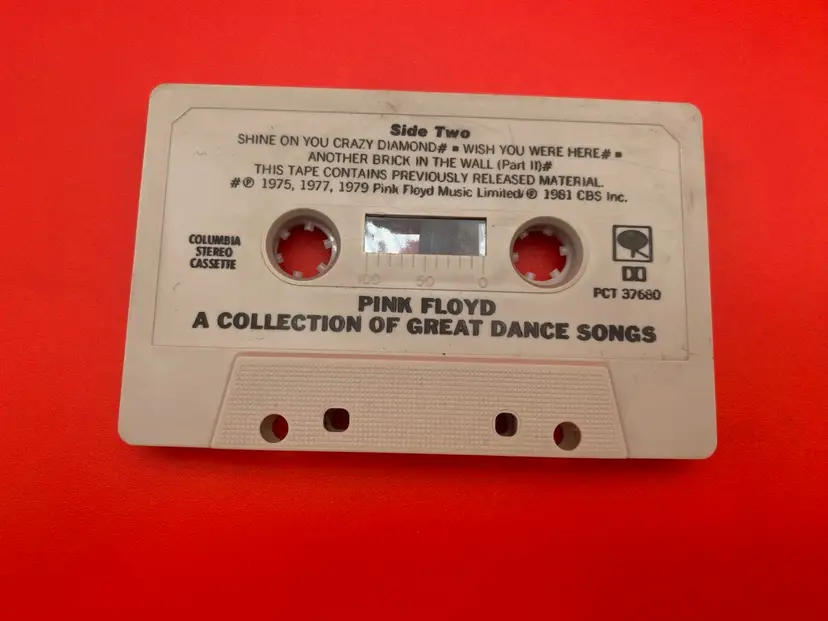 Side Two
SHINE ON YOU CRAZY DIAMOND# ▪ WISH YOU WERE HERE# ▪
ANOTHER BRICK IN THE WALL (Part II)#
THIS TAPE CONTAINS PREVIOUSLY RELEASED MATERIAL.
#℗ 1975, 1977, 1979 Pink Floyd Music Limited/℗ 1981 CBS Inc.
COLUMBIA
STEREO
CASSETTE
100 50 0
PCT 37680
PINK FLOYD
A COLLECTION OF GREAT DANCE SONGS